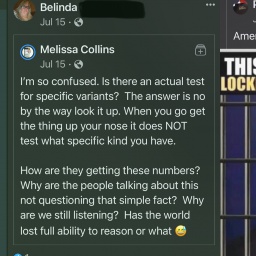 Belinda
Jul 15 ·
Melissa Collins
Jul 15 ·
I'm so confused. Is there an actual test
for specific variants? The answer is no
by the way look it up. When you go get
the thing up your nose it does NOT
test what specific kind you have.
How are they getting these numbers?
Why are the people talking about this
not questioning that simple fact? Why
are we still listening? Has the world
lost full ability to reason or what 😅
Amer
THIS
LOCK